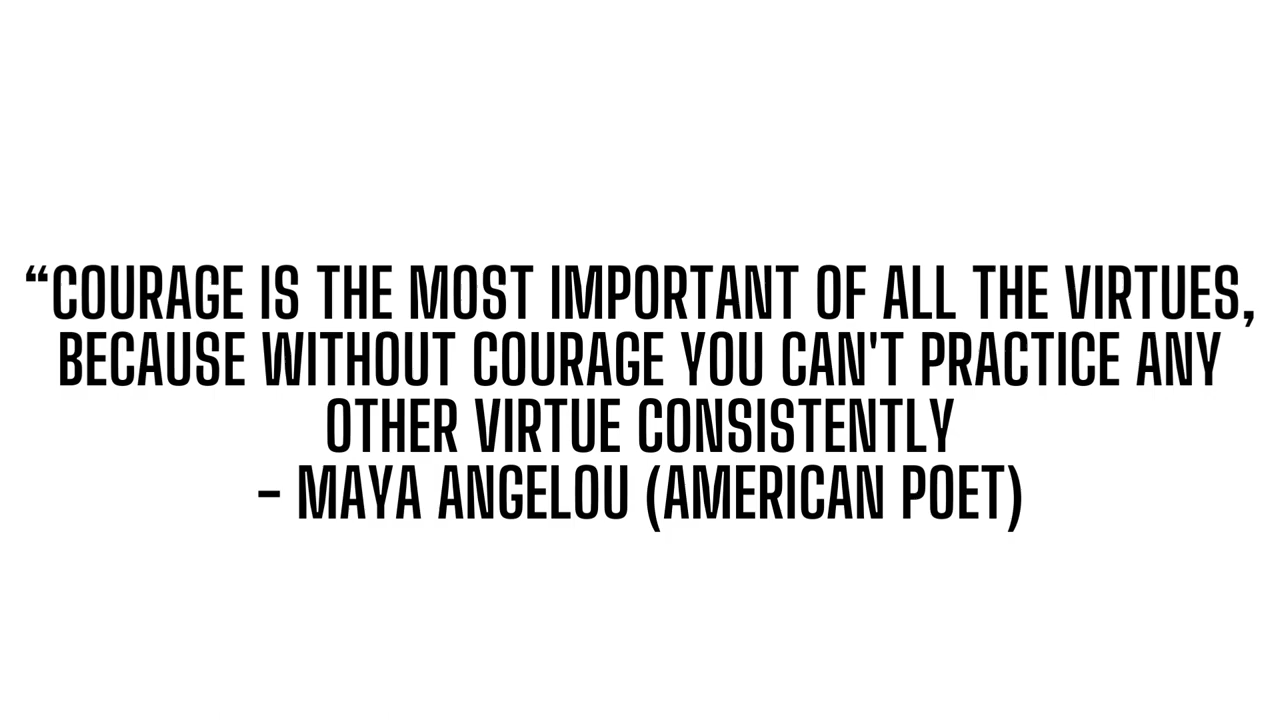 “COURAGE IS THE MOST IMPORTANT OF ALL THE VIRTUES,
BECAUSE WITHOUT COURAGE YOU CAN'T PRACTICE ANY
OTHER VIRTUE CONSISTENTLY
- MAYA ANGELOU (AMERICAN POET)